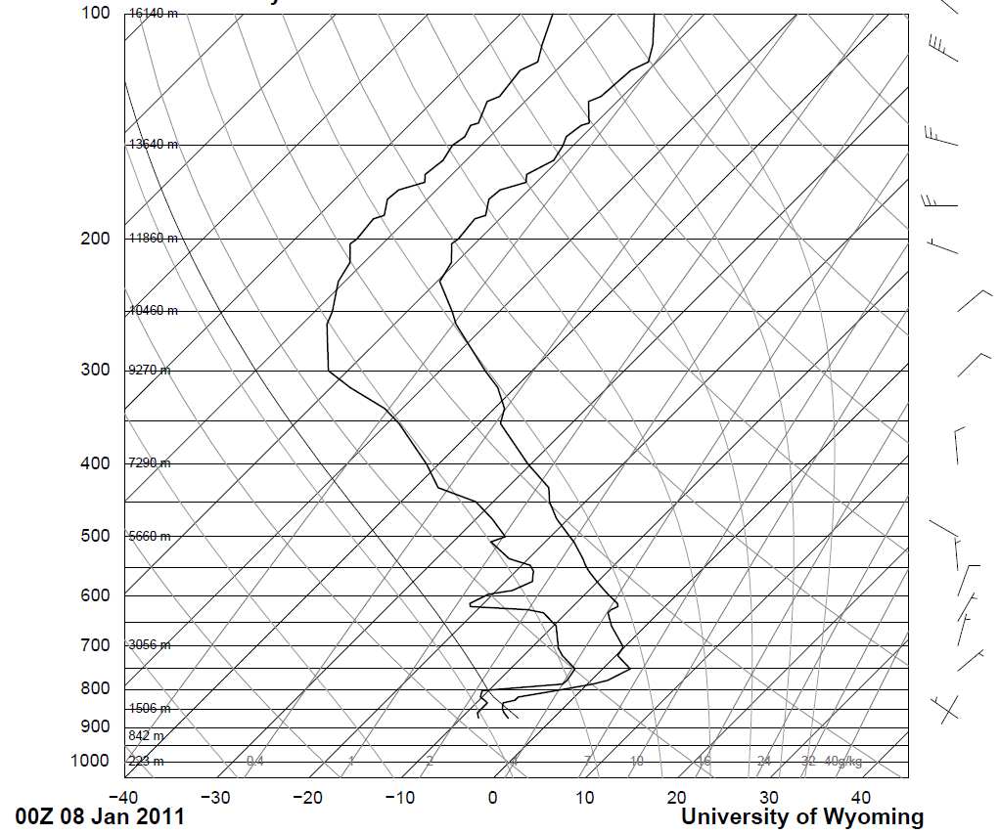 100 16140 m
13640 m
200 11860 m
10460 m
300 9270 m
400 7290 m
500 5660 m
600
700 3056 m
800
1506 m
900
842 m
1000 223 m 0.4 1 2 4 7 10 16 24 32 40g/kg
−40 −30 −20 −10 0 10 20 30 40
00Z 08 Jan 2011 University of Wyoming